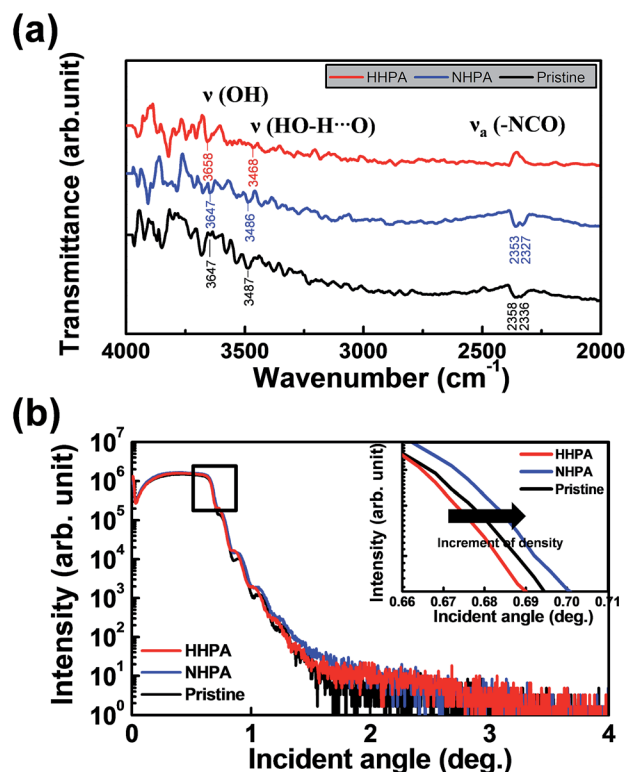 (a)
Transmittance (arb.unit)
HHPA NHPA Pristine
ν (OH)
ν (HO-H···O)
νa (-NCO)
3658
3468
3647
3486
2353
2327
3647
3487
2358
2336
4000 3500 3000 2500 2000
Wavenumber (cm-1)
(b)
Intensity (arb. unit)
10^7
10^6
10^5
10^4
10^3
10^2
10^1
10^0
HHPA
NHPA
Pristine
0 1 2 3 4
Incident angle (deg.)
Intensity (arb. unit)
HHPA
NHPA
Pristine
Increment of density
0.66 0.67 0.68 0.69 0.70 0.71
Incident angle (deg.)